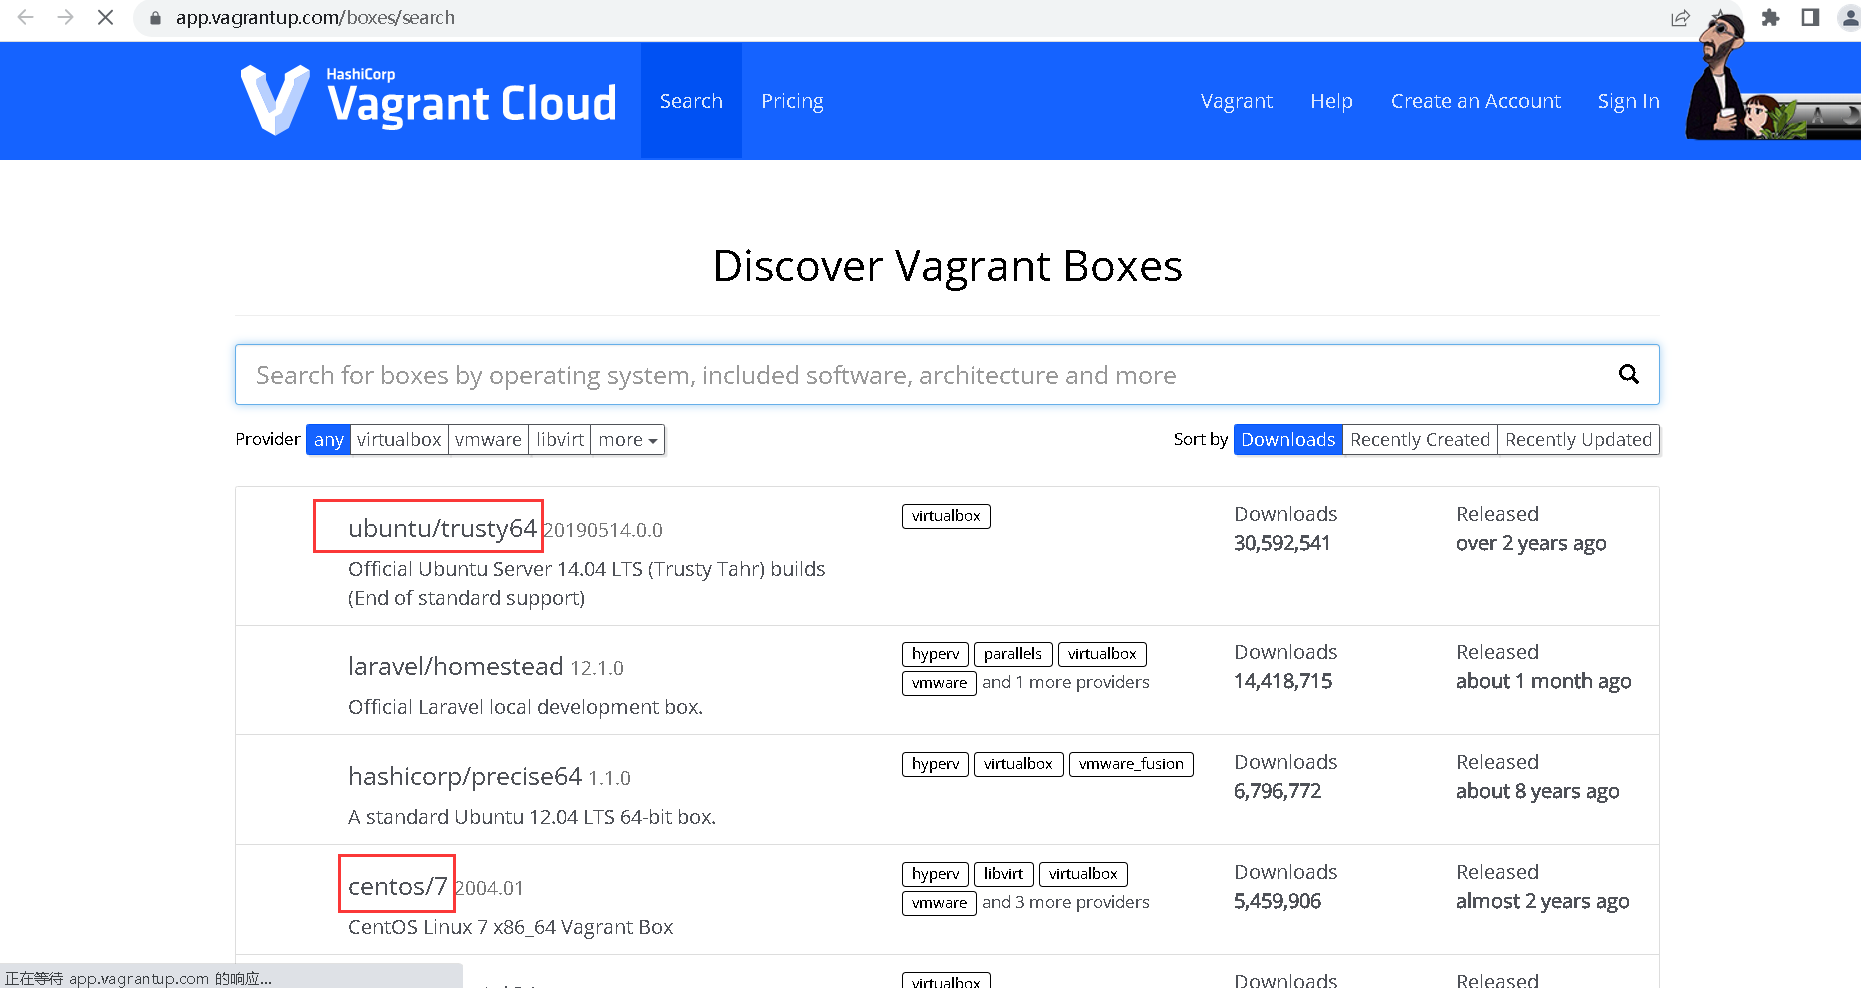 app.vagrantup.com/boxes/search
HashiCorp
Vagrant Cloud
Search
Pricing
Vagrant
Help
Create an Account
Sign In
Discover Vagrant Boxes
Search for boxes by operating system, included software, architecture and more
Provider any virtualbox vmware libvirt more
Sort by Downloads Recently Created Recently Updated
ubuntu/trusty64 20190514.0.0
Official Ubuntu Server 14.04 LTS (Trusty Tahr) builds
(End of standard support)
virtualbox
Downloads
30,592,541
Released
over 2 years ago
laravel/homestead 12.1.0
Official Laravel local development box.
hyperv parallels virtualbox
vmware and 1 more providers
Downloads
14,418,715
Released
about 1 month ago
hashicorp/precise64 1.1.0
A standard Ubuntu 12.04 LTS 64-bit box.
hyperv virtualbox vmware_fusion
Downloads
6,796,772
Released
about 8 years ago
centos/7 2004.01
CentOS Linux 7 x86_64 Vagrant Box
hyperv libvirt virtualbox
vmware and 3 more providers
Downloads
5,459,906
Released
almost 2 years ago
virtualbox
Downloads
Released
正在等待 app.vagrantup.com 的响应...